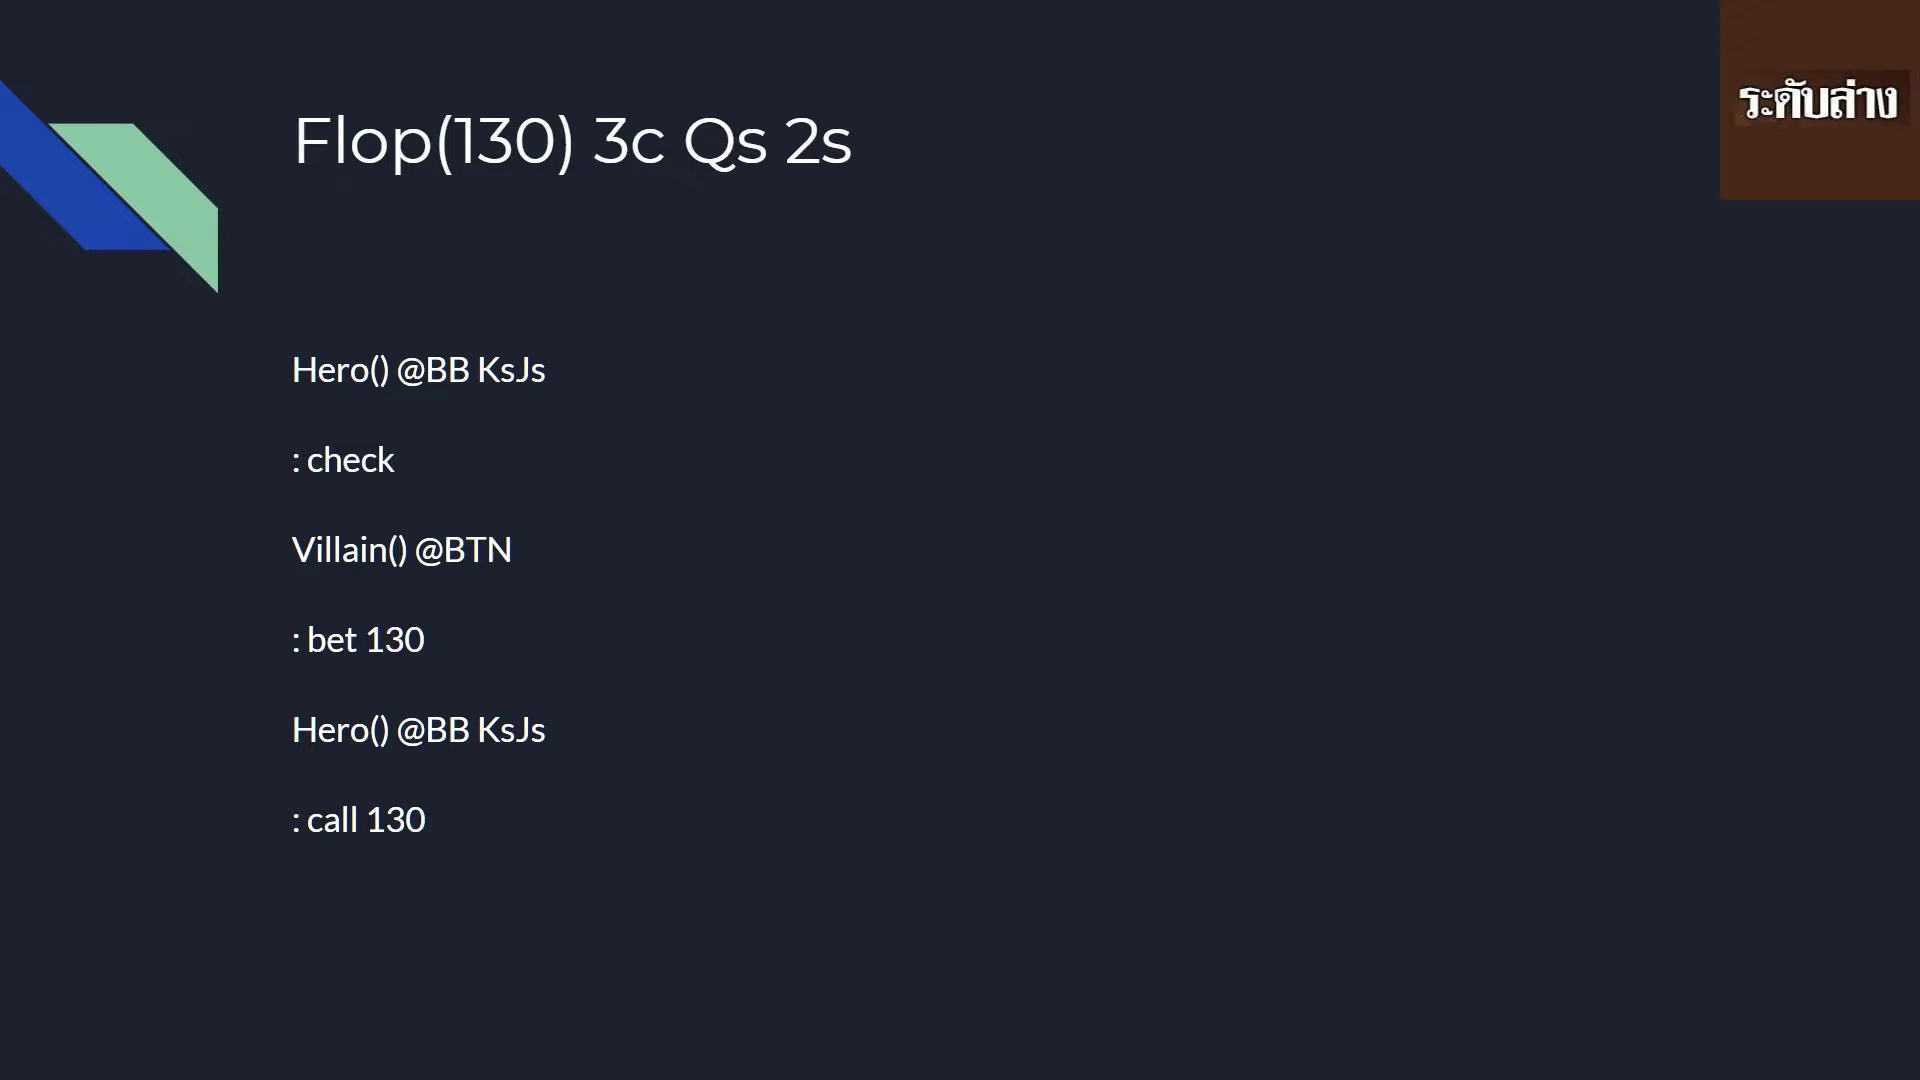 Flop(130) 3c Qs 2s
ระดับล่าง
Hero() @BB KsJs
: check
Villain() @BTN
: bet 130
Hero() @BB KsJs
: call 130